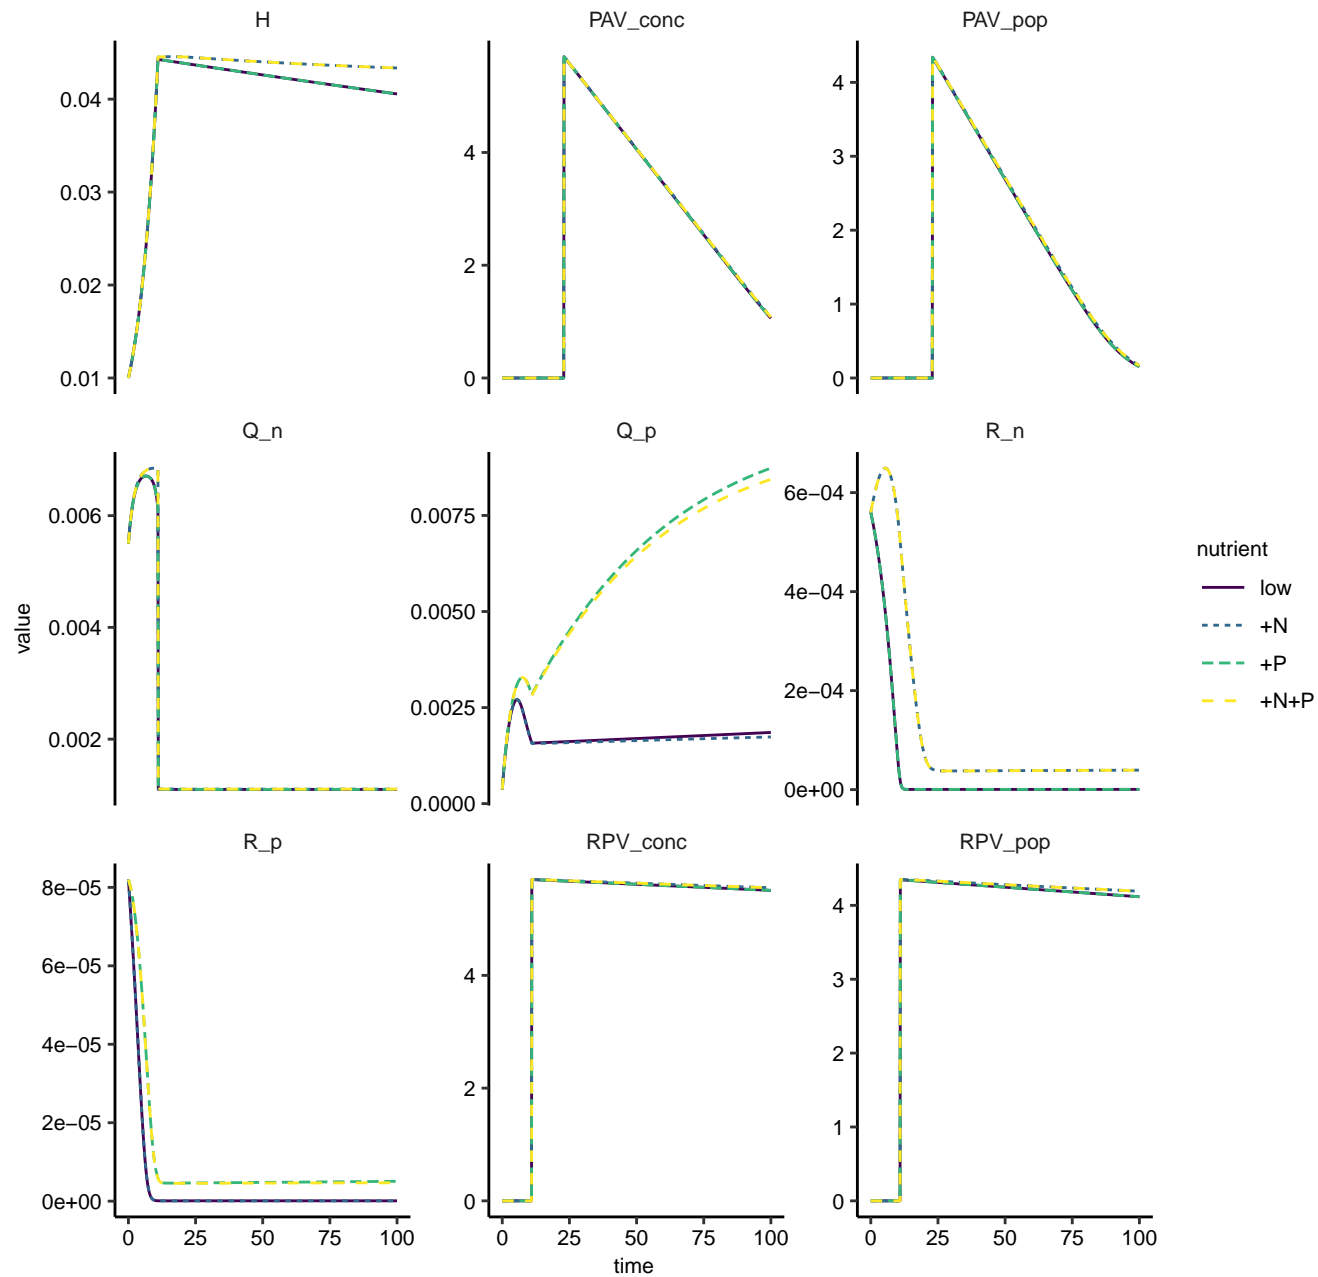 H
PAV_conc
PAV_pop
0.04
0.03
0.02
0.01
4
2
0
4
3
2
1
0
Q_n
Q_p
R_n
0.006
0.004
0.002
0.0075
0.0050
0.0025
0.0000
6e−04
4e−04
2e−04
0e+00
R_p
RPV_conc
RPV_pop
8e−05
6e−05
4e−05
2e−05
0e+00
4
2
0
4
3
2
1
0
0 25 50 75 100
0 25 50 75 100
0 25 50 75 100
time
value
nutrient
low
+N
+P
+N+P